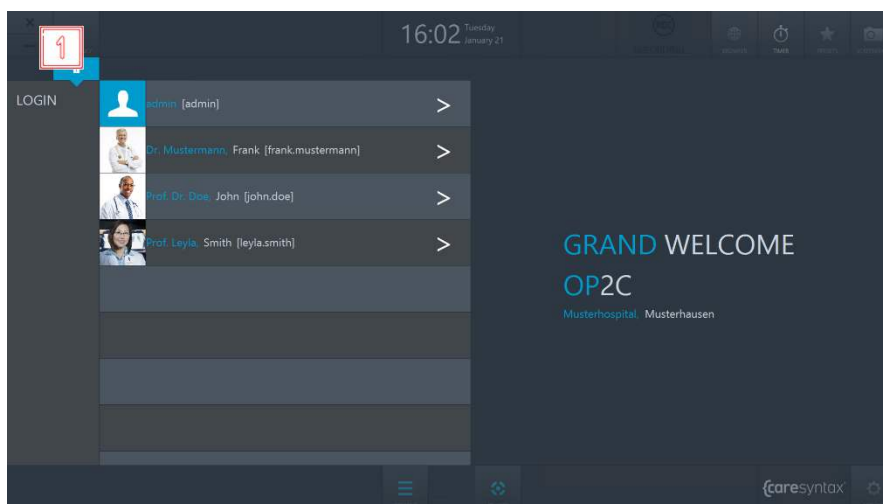 1
16:02 Tuesday
January 21
TIMER
LOGIN
admin [admin]
Dr. Mustermann, Frank [frank.mustermann]
Prof. Dr. Doe, John [john.doe]
Prof. Leyla, Smith [leyla.smith]
GRAND WELCOME
OP2C
Musterhospital, Musterhausen
{caresyntax